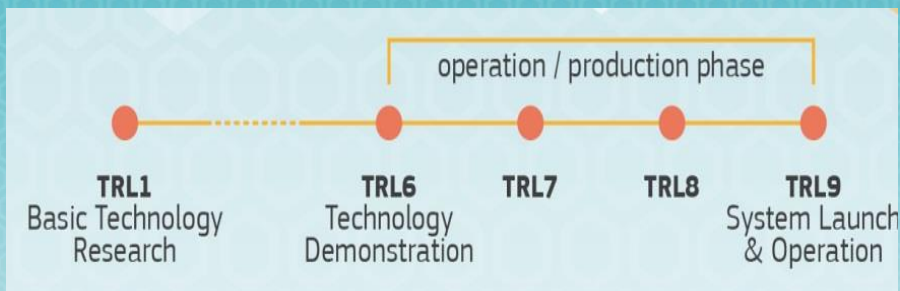 operation / production phase
TRL1
Basic Technology
Research
TRL6
Technology
Demonstration
TRL7
TRL8
TRL9
System Launch
& Operation